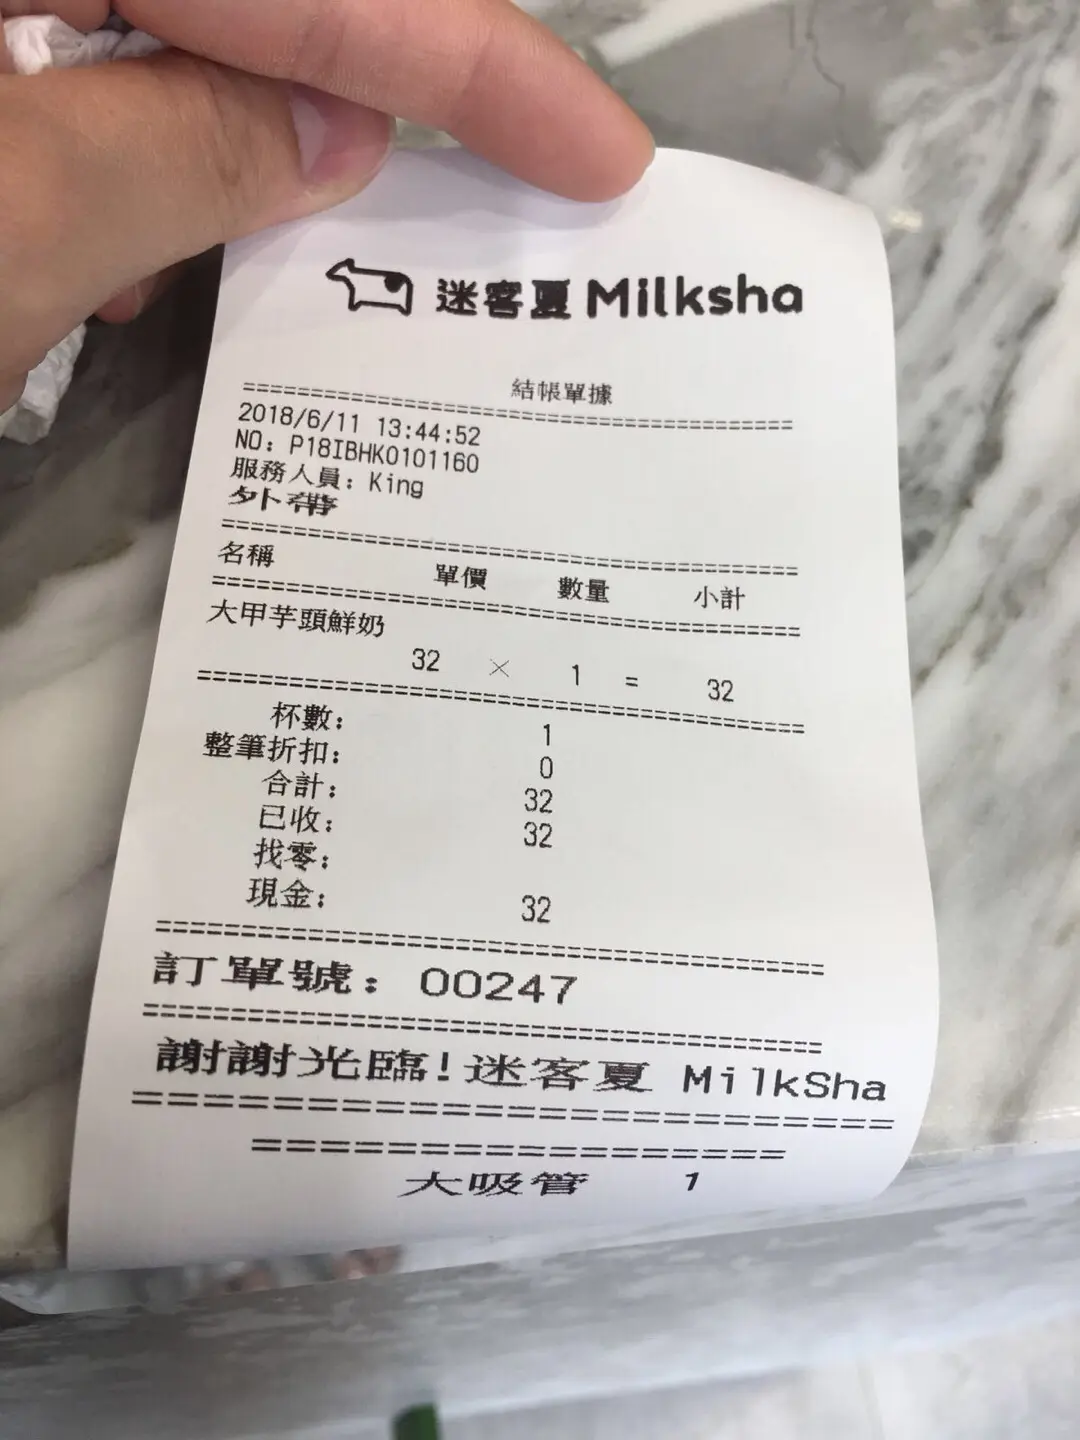 迷客夏 Milksha
結帳單據
=================================
2018/6/11 13:44:52
NO: P18IBHK0101160
服務人員: King
外帶
=================================
名稱 單價 數量 小計
=================================
大甲芋頭鮮奶
32 × 1 = 32
=================================
杯數: 1
整筆折扣: 0
合計: 32
已收: 32
找零:
現金: 32
=================================
訂單號: 00247
=================================
謝謝光臨!迷客夏 MilkSha
=======================
================
大吸管 1